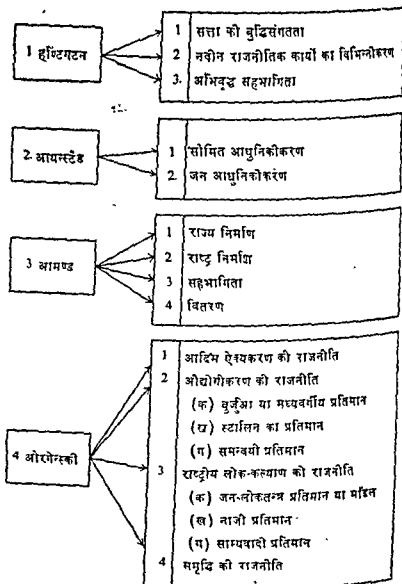 1 हण्टिगटन
1 सत्ता की बुद्धिसंगतता
2 नवीन राजनीतिक कार्यो का विभिन्नीकरण
3. अभिवृद्ध सहभागिता
2. आयन्स्टैड
1 सीमित आधुनिकीकरण
2. जन आधुनिकीकरण
3 आमण्ड
1 राज्य निर्माण
2 राष्ट्र निर्माण
3 सहभागिता
4 वितरण
4 ओरगेन्स्की
1 आदिम ऐक्यकरण की राजनीति
2 औद्योगीकरण की राजनीति
(क) बुर्जुआ या मध्यवर्गीय प्रतिमान
(ख) स्टालिन का प्रतिमान
(ग) समन्वयी प्रतिमान
3 राष्ट्रीय लोक-कल्याण की राजनीति
(क) जन-लोकतन्त्र प्रतिमान या मॉडल
(ख) नाजी प्रतिमान
(ग) साम्यवादी प्रतिमान
4 समृद्धि की राजनीति